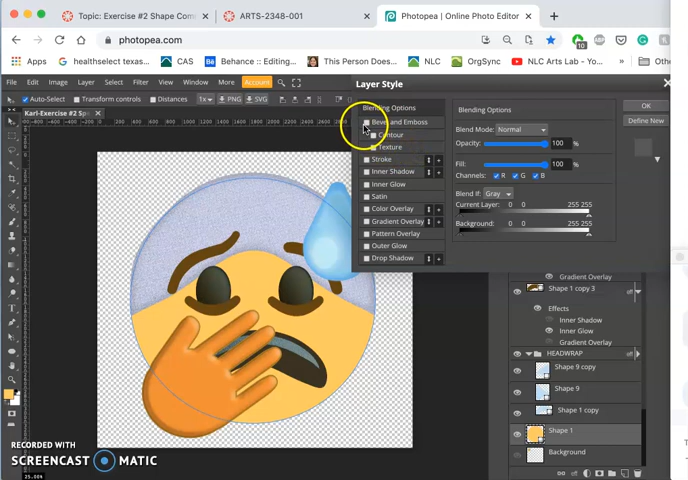 Topic: Exercise #2 Shape Com
ARTS-2348-001
Photopea | Online Photo Editor
photopea.com
10
Apps
G healthselect texas...
CAS
Behance :: Editing...
This Person Does...
NLC
OrgSync
NLC Arts Lab - Yo...
»
Othe
File Edit Image Layer Select Filter View Window More Account
Auto-Select Transform controls Distances 1x PNG SVG
Karl-Exercise #2 Spe
Layer Style
Blending Options
Bevel and Emboss
Contour
Texture
Stroke
Inner Shadow
Inner Glow
Satin
Color Overlay
Gradient Overlay
Pattern Overlay
Outer Glow
Drop Shadow
Blending Options
Blend Mode: Normal
Opacity: 100
Fill: 100
Channels: R G B
Blend If: Gray
Current Layer: 0 0 255 255
Background: 0 0 255 255
OK
Define New
Gradient Overlay
Shape 1 copy 3
Effects
Inner Shadow
Inner Glow
Gradient Overlay
HEADWRAP
Shape 9 copy
Shape 9
Shape 1 copy
Shape 1
Background
RECORDED WITH
SCREENCAST MATIC
25.00%